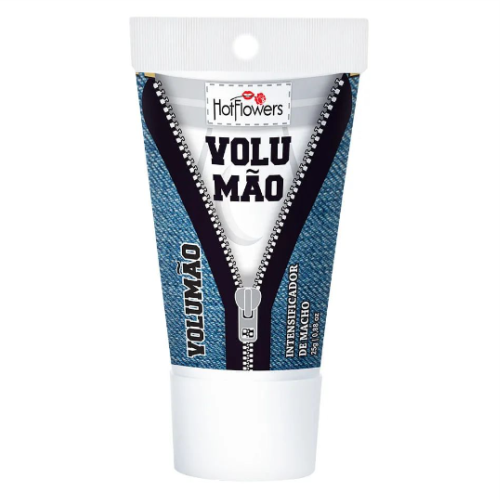 HotFlowers
VOLU
MÃO
VOLUMÃO
INTENSIFICADOR
DE MACHO
25g | 0.88 oz